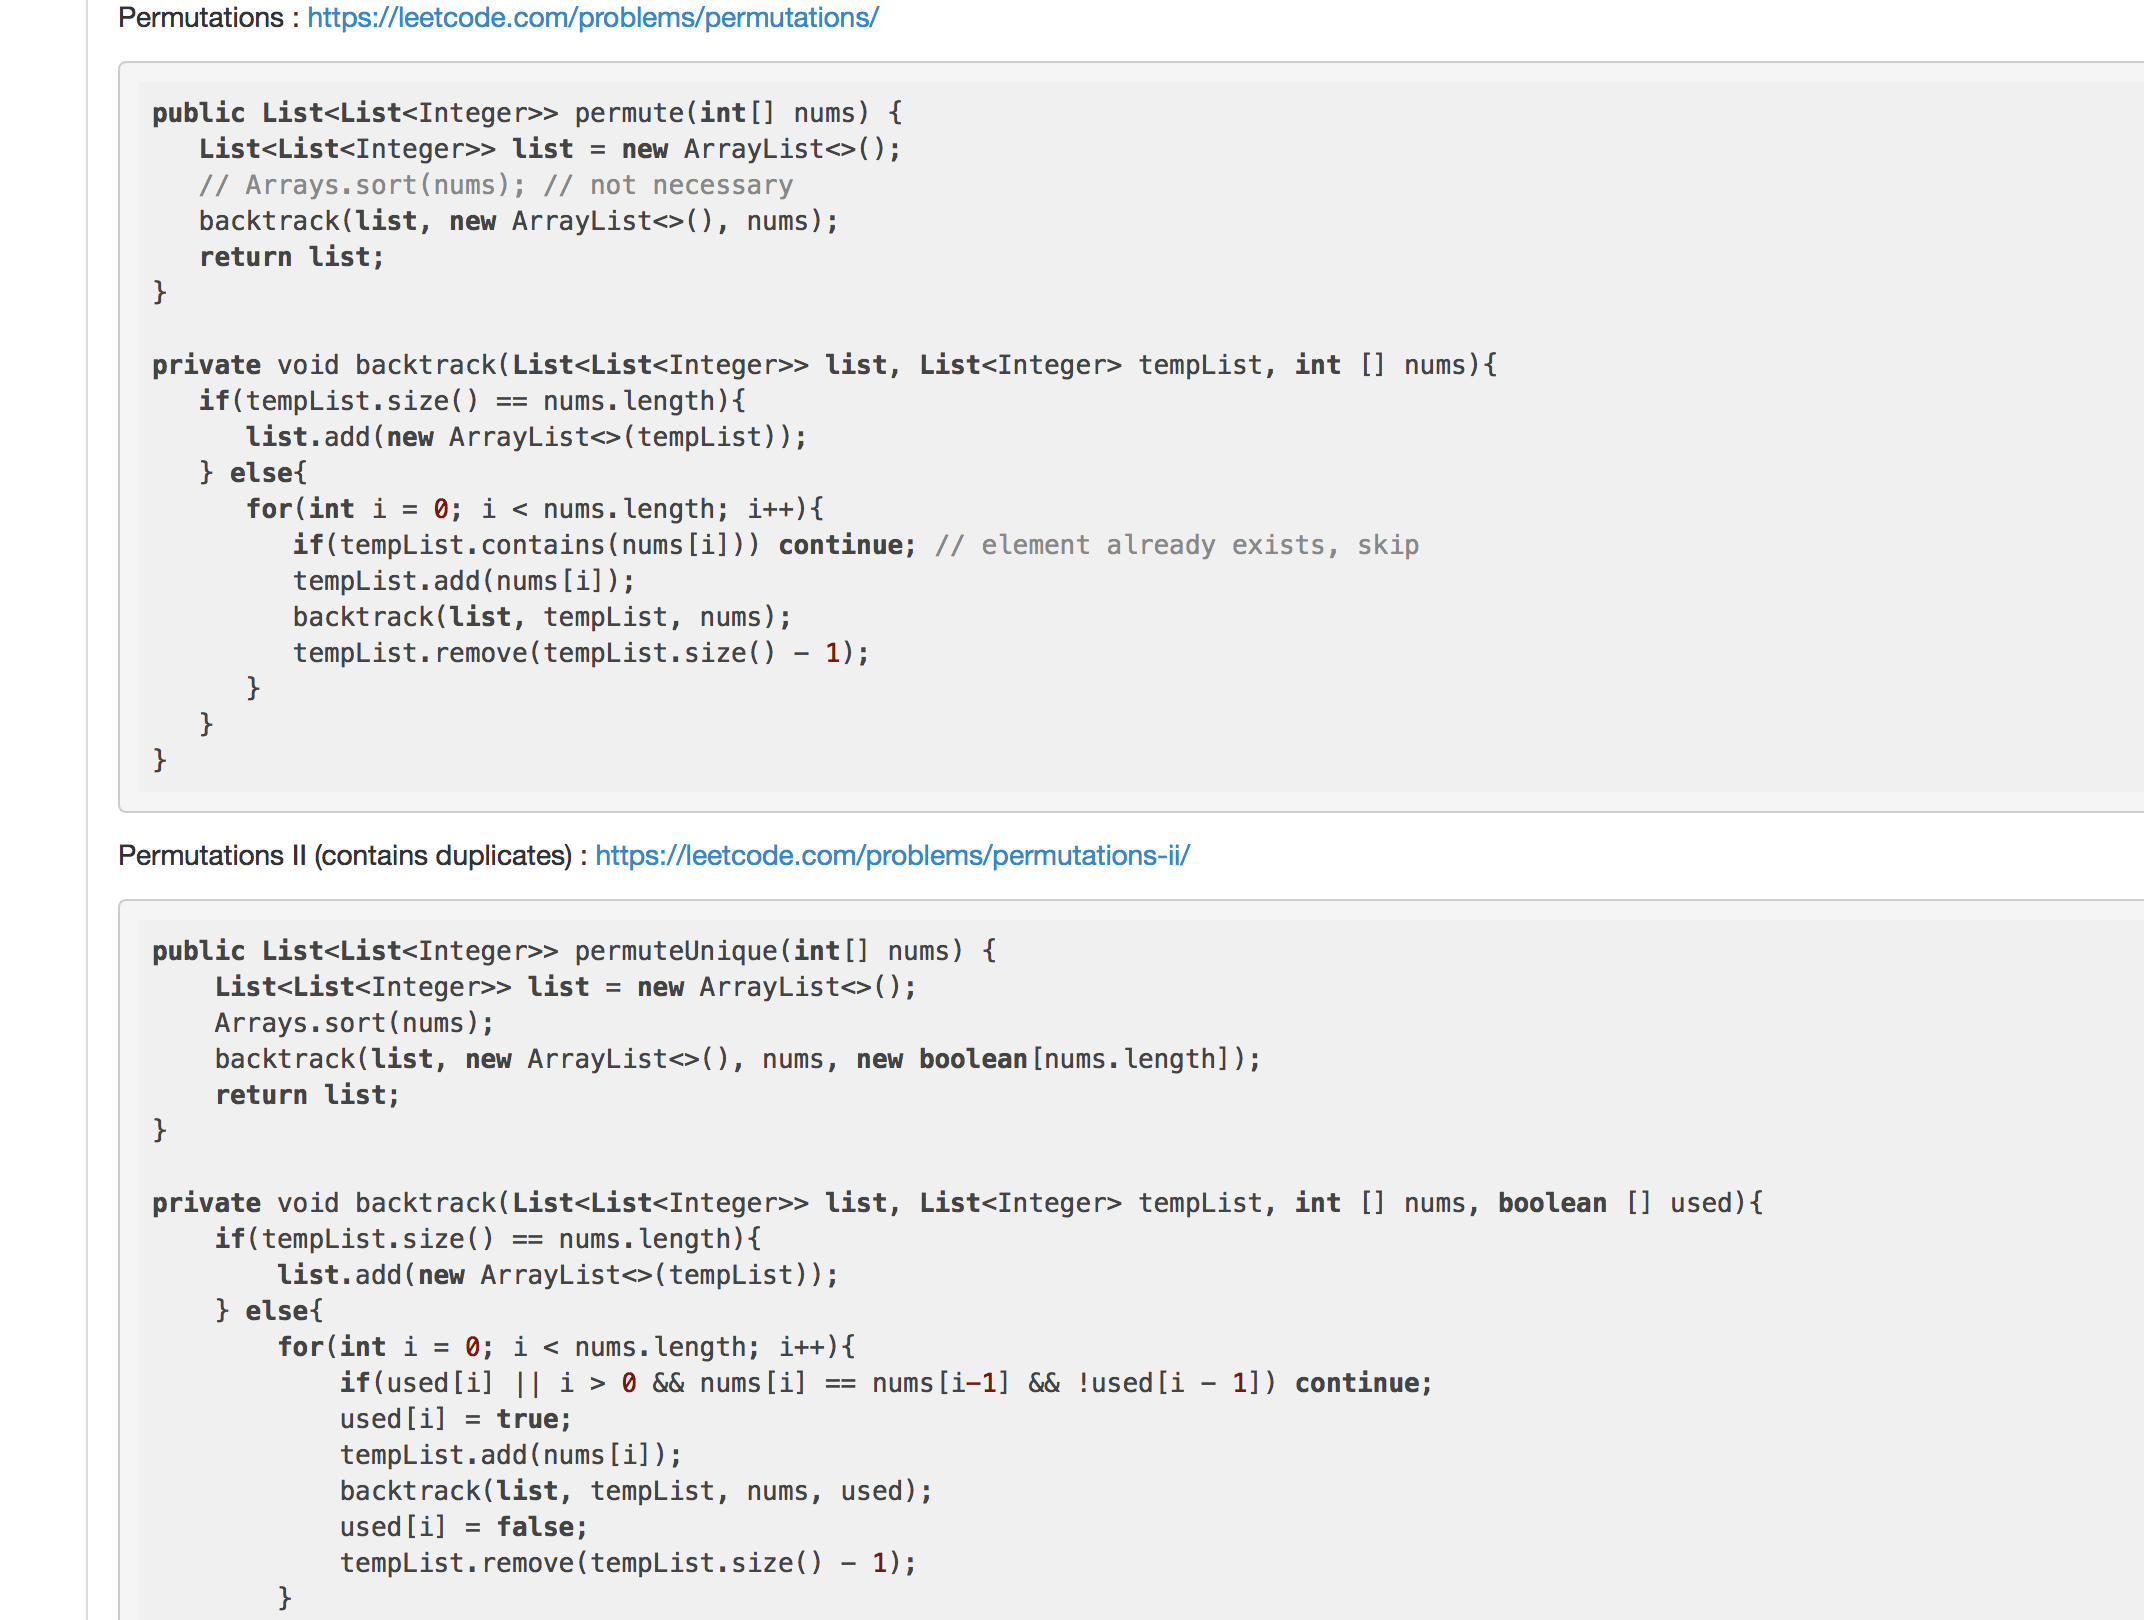 Permutations : https://leetcode.com/problems/permutations/
public List<List<Integer>> permute(int[] nums) {
   List<List<Integer>> list = new ArrayList<>();
   // Arrays.sort(nums); // not necessary
   backtrack(list, new ArrayList<>(), nums);
   return list;
}

private void backtrack(List<List<Integer>> list, List<Integer> tempList, int [] nums){
   if(tempList.size() == nums.length){
      list.add(new ArrayList<>(tempList));
   } else{
      for(int i = 0; i < nums.length; i++){
         if(tempList.contains(nums[i])) continue; // element already exists, skip
         tempList.add(nums[i]);
         backtrack(list, tempList, nums);
         tempList.remove(tempList.size() - 1);
      }
   }
}
Permutations II (contains duplicates) : https://leetcode.com/problems/permutations-ii/
public List<List<Integer>> permuteUnique(int[] nums) {
    List<List<Integer>> list = new ArrayList<>();
    Arrays.sort(nums);
    backtrack(list, new ArrayList<>(), nums, new boolean[nums.length]);
    return list;
}

private void backtrack(List<List<Integer>> list, List<Integer> tempList, int [] nums, boolean [] used){
    if(tempList.size() == nums.length){
        list.add(new ArrayList<>(tempList));
    } else{
        for(int i = 0; i < nums.length; i++){
            if(used[i] || i > 0 && nums[i] == nums[i-1] && !used[i - 1]) continue;
            used[i] = true;
            tempList.add(nums[i]);
            backtrack(list, tempList, nums, used);
            used[i] = false;
            tempList.remove(tempList.size() - 1);
        }